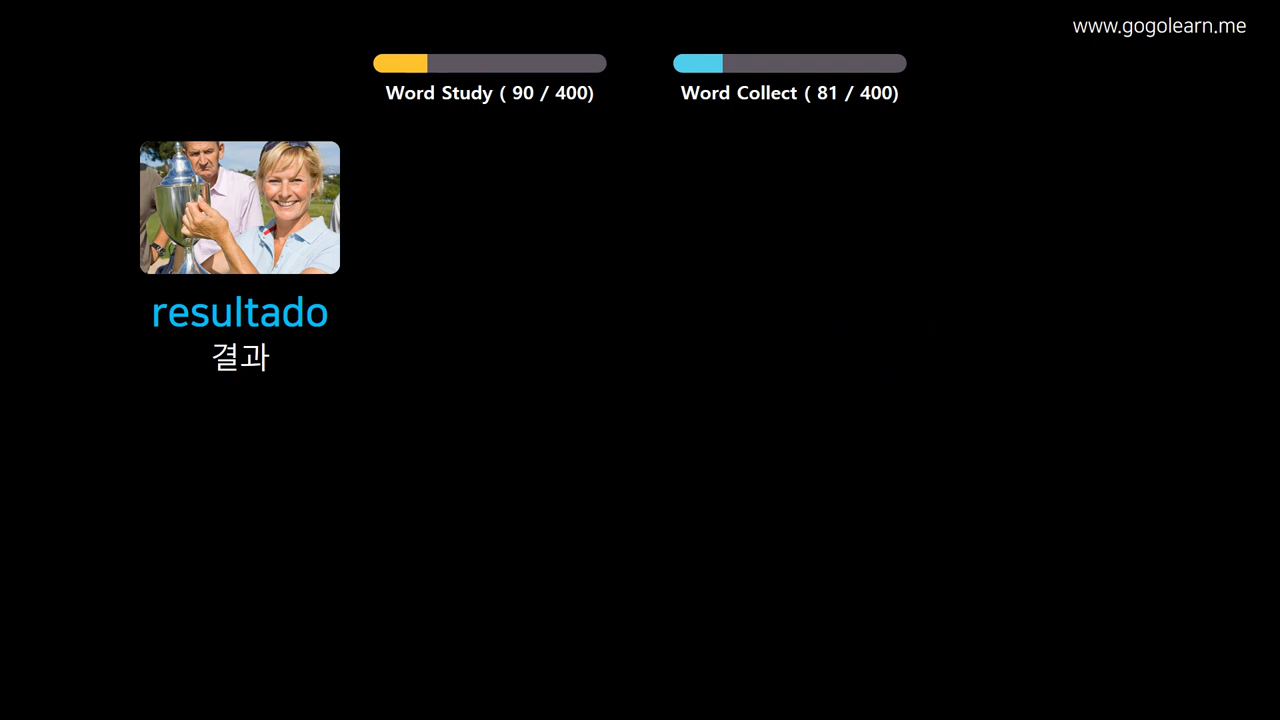 www.gogolearn.me
Word Study ( 90 / 400)
Word Collect ( 81 / 400)
resultado
결과